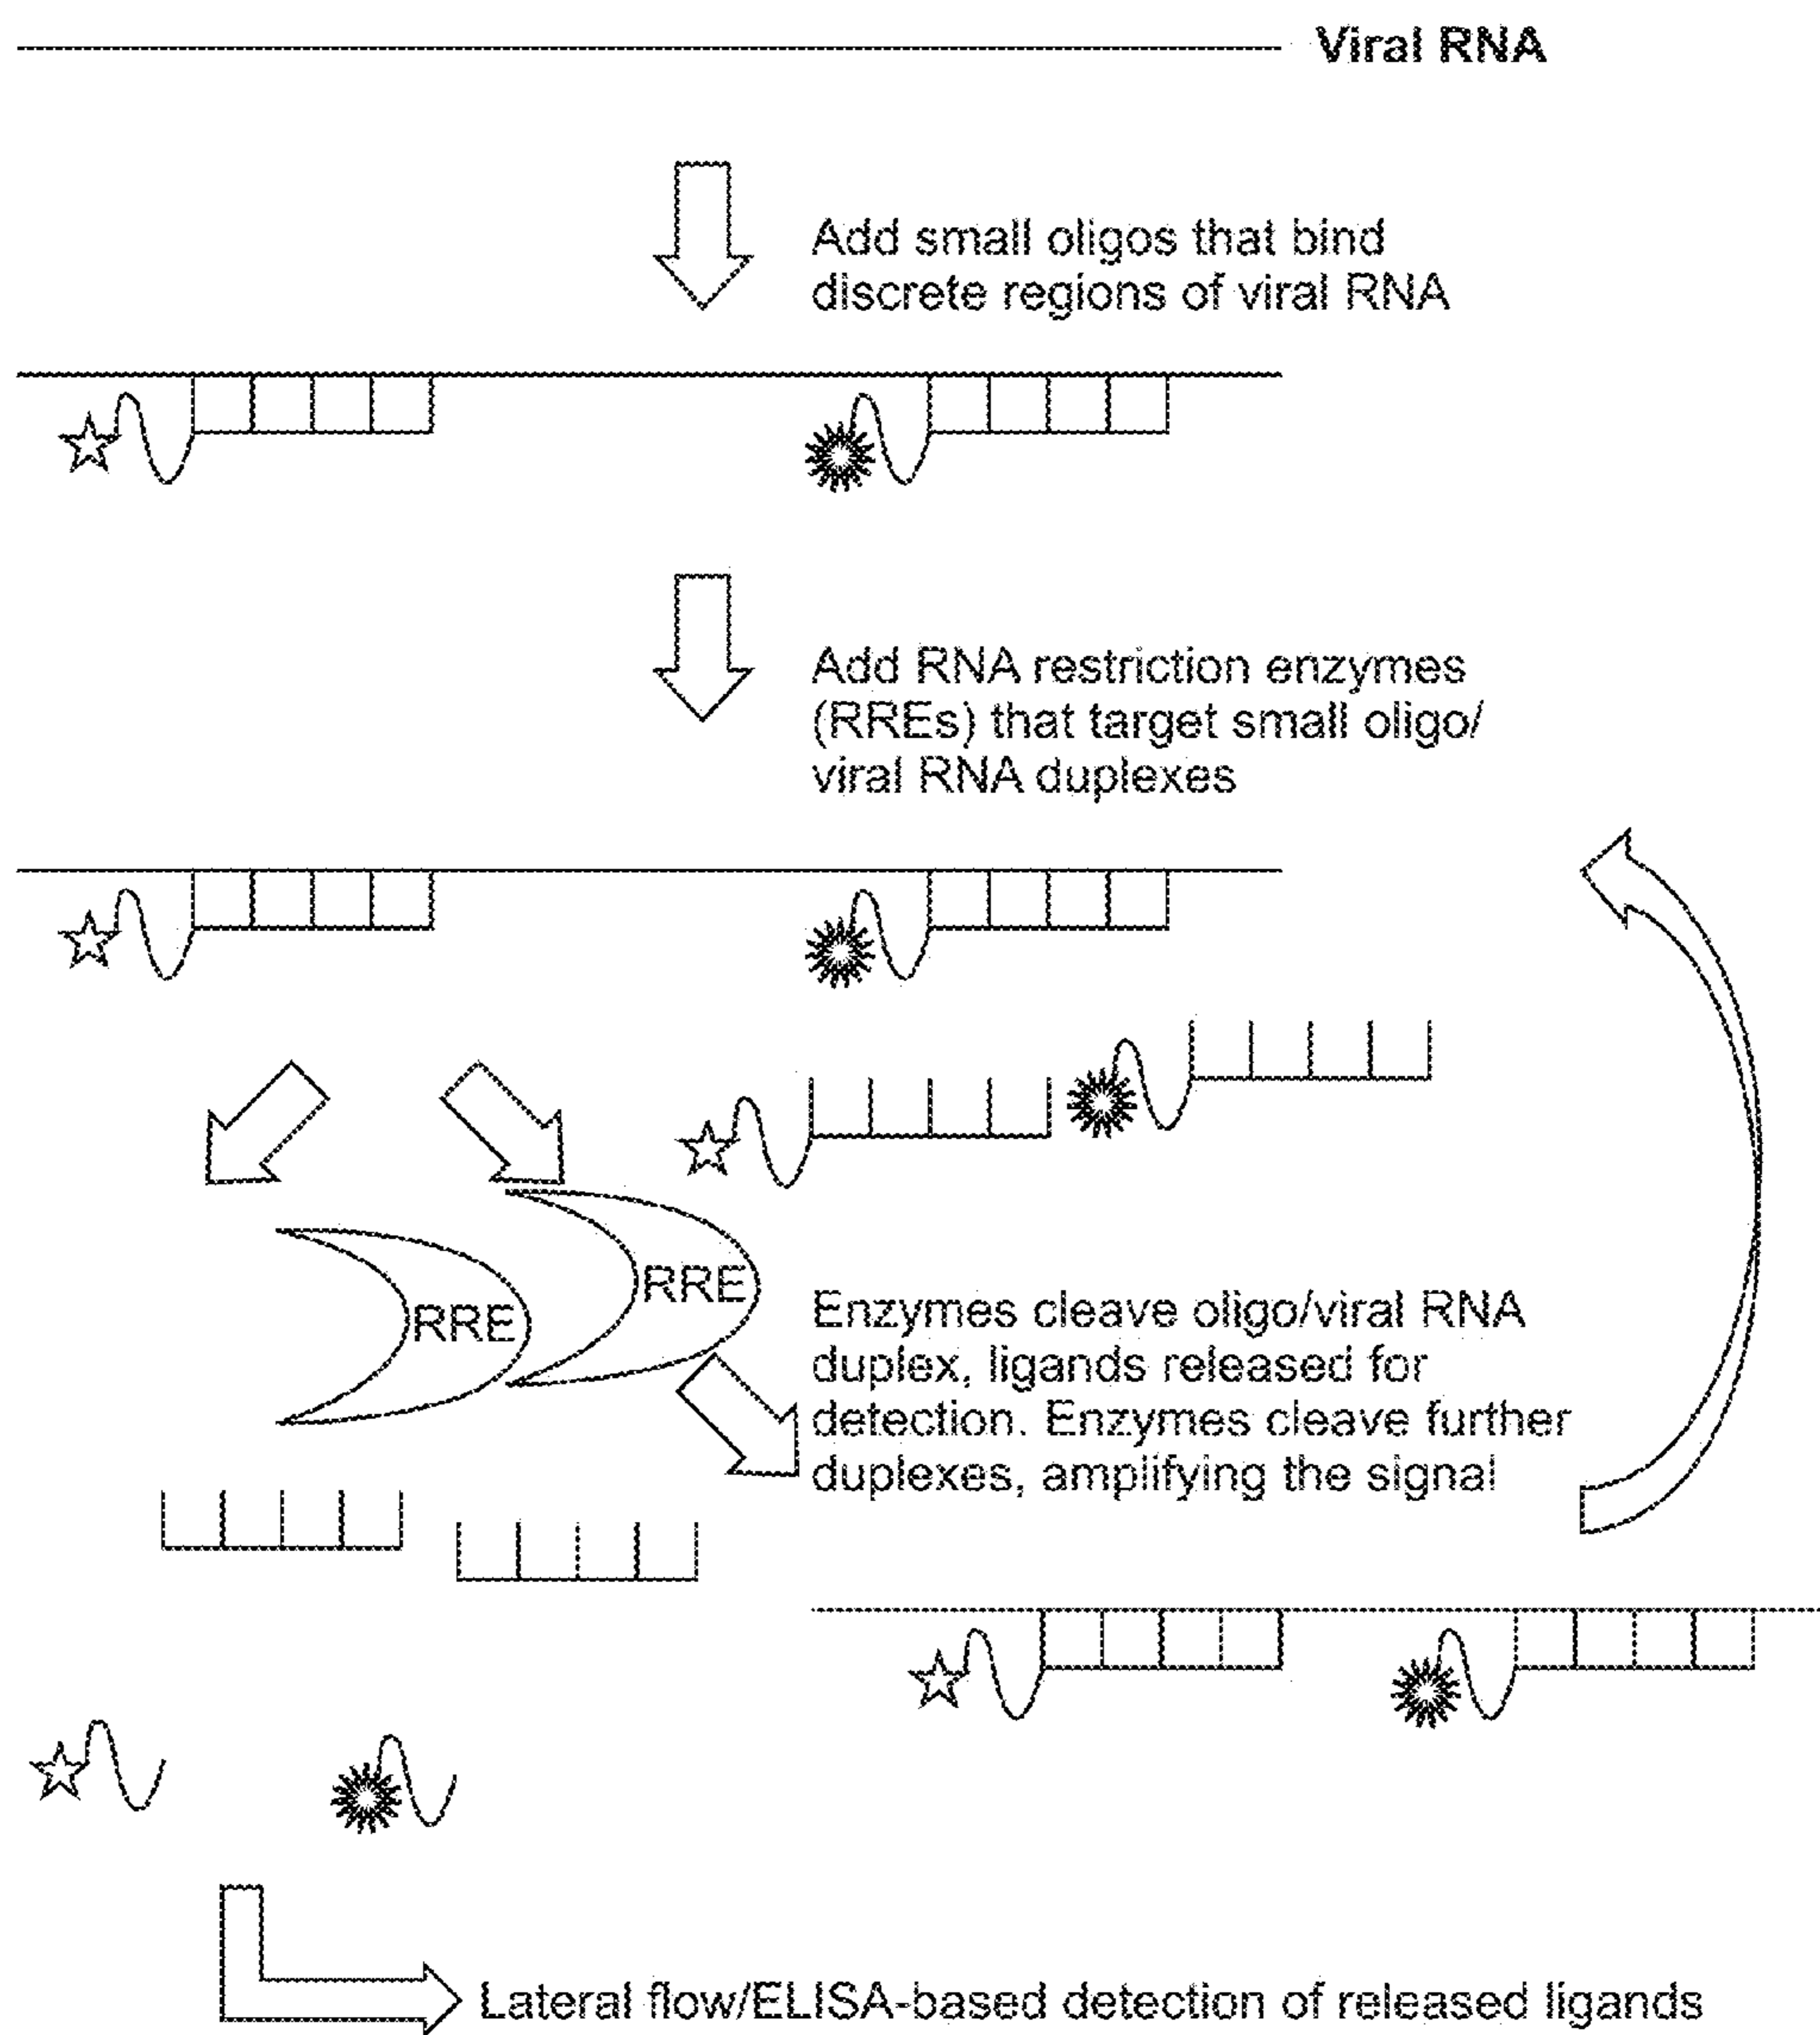 Viral RNA
Add small oligos that bind
discrete regions of viral RNA
Add RNA restriction enzymes
(RREs) that target small oligo/
viral RNA duplexes
RRE
RRE
Enzymes cleave oligo/viral RNA
duplex, ligands released for
detection. Enzymes cleave further
duplexes, amplifying the signal
Lateral flow/ELISA-based detection of released ligands